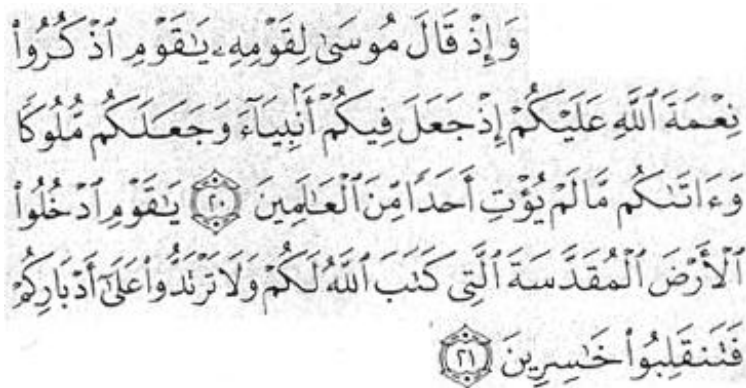 وَإِذْ قَالَ مُوسَىٰ لِقَوْمِهِۦ يَٰقَوْمِ ٱذْكُرُوا۟
نِعْمَةَ ٱللَّهِ عَلَيْكُمْ إِذْ جَعَلَ فِيكُمْ أَنۢبِيَآءَ وَجَعَلَكُم مُّلُوكًا
وَءَاتَىٰكُم مَّا لَمْ يُؤْتِ أَحَدًا مِّنَ ٱلْعَٰلَمِينَ ٢٠ يَٰقَوْمِ ٱدْخُلُوا۟
ٱلْأَرْضَ ٱلْمُقَدَّسَةَ ٱلَّتِى كَتَبَ ٱللَّهُ لَكُمْ وَلَا تَرْتَدُّوا۟ عَلَىٰٓ أَدْبَارِكُمْ
فَتَنقَلِبُوا۟ خَٰسِرِينَ ٢١